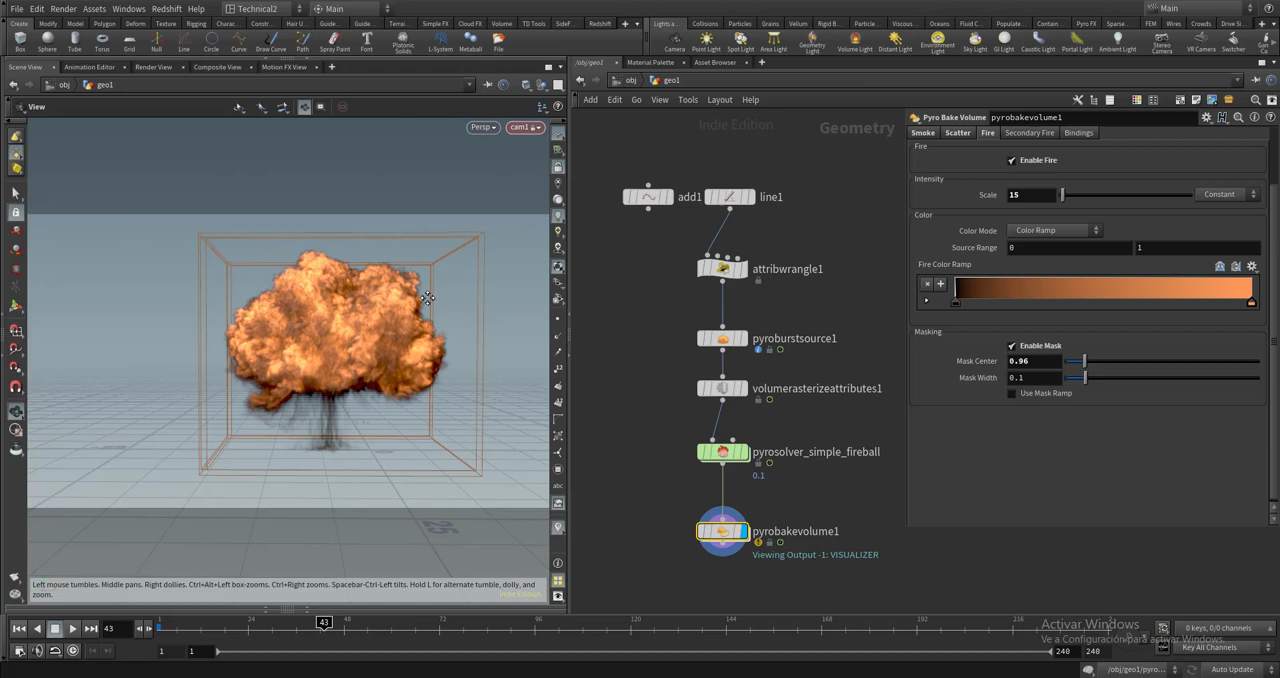 File Edit Render Assets Windows Redshift Help Technical2 Main Main
Create Modify Model Polygon Deform Texture Rigging Charac... Constr... Hair U... Guide ... Terrai... Simple FX Cloud FX Volume TD Tools SideF... Redshift Lights a... Collisions Particles Grains Vellum Rigid B... Particl... Viscous... Oceans Fluid C... Populate... Contain... Pyro FX Sparse... FEM Wires Crowds Drive Si...
Box Sphere Tube Torus Grid Null Line Circle Curve Draw Curve Path Spray Paint Font Platonic Solids L-System Metaball File Camera Point Light Spot Light Area Light Geometry Light Volume Light Distant Light Environment Light Sky Light GI Light Caustic Light Portal Light Ambient Light Stereo Camera VR Camera Switcher
Scene View Animation Editor Render View Composite View Motion FX View /obj/geo1 Material Palette Asset Browser
obj geo1 obj geo1
View
Add Edit Go View Tools Layout Help
Persp cam1
Indie Edition Geometry
Pyro Bake Volume pyrobakevolume1
Smoke Scatter Fire Secondary Fire Bindings
Fire
Enable Fire
Intensity
Scale 15 Constant
Color
Color Mode Color Ramp
Source Range 0 1
Fire Color Ramp
Masking
Enable Mask
Mask Center 0.96
Mask Width 0.1
Use Mask Ramp
add1 line1
attribwrangle1
pyroburstsource1
volumerasterizeattributes1
pyrosolver_simple_fireball
0.1
pyrobakevolume1
Viewing Output -1: VISUALIZER
25
abc
Left mouse tumbles. Middle pans. Right dollies. Ctrl+Alt+Left box-zooms. Ctrl+Right zooms. Spacebar-Ctrl-Left tilts. Hold L for alternate tumble, dolly, and
zoom. Indie Edition
43 1 24 43 48 72 96 120 144 168 192 216
Activar Windows
Ve a Configuración para activar Windows.
0 keys, 0/0 channels
Key All Channels
1 1 240 240
/obj/geo1/pyro... Auto Update